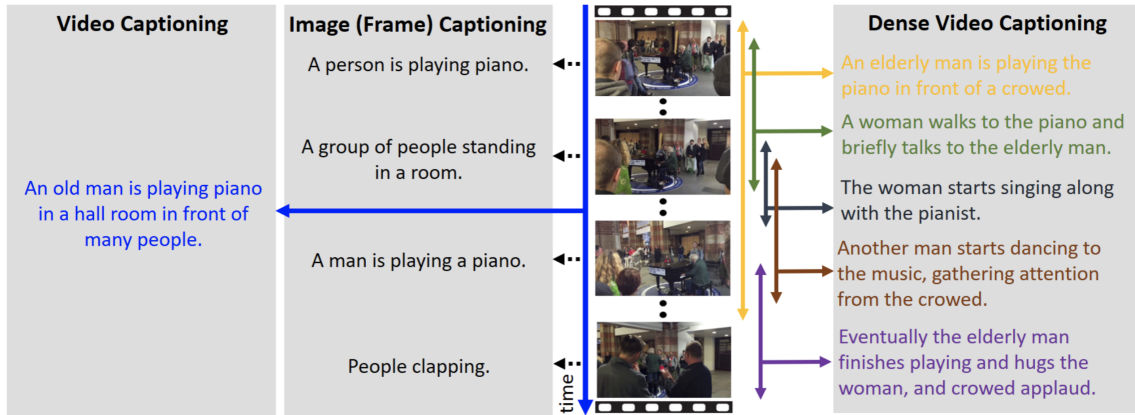 Video Captioning
An old man is playing piano
in a hall room in front of
many people.
Image (Frame) Captioning
A person is playing piano.
A group of people standing
in a room.
A man is playing a piano.
People clapping.
time
Dense Video Captioning
An elderly man is playing the
piano in front of a crowed.
A woman walks to the piano and
briefly talks to the elderly man.
The woman starts singing along
with the pianist.
Another man starts dancing to
the music, gathering attention
from the crowed.
Eventually the elderly man
finishes playing and hugs the
woman, and crowed applaud.